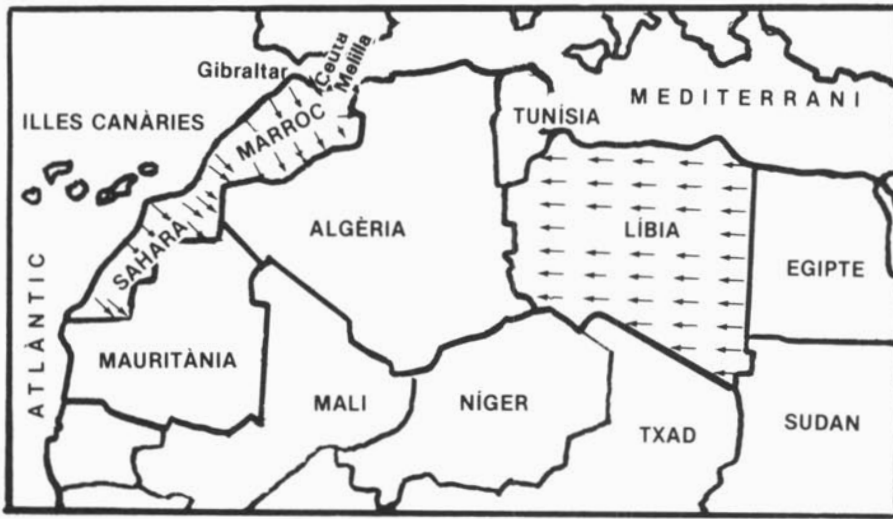 Gibraltar
Ceuta
Melilla
ILLES CANÀRIES
MARROC
TUNÍSIA
MEDITERRANI
SAHARA
ALGÈRIA
LÍBIA
EGIPTE
ATLÀNTIC
MAURITÀNIA
MALI
NÍGER
TXAD
SUDAN